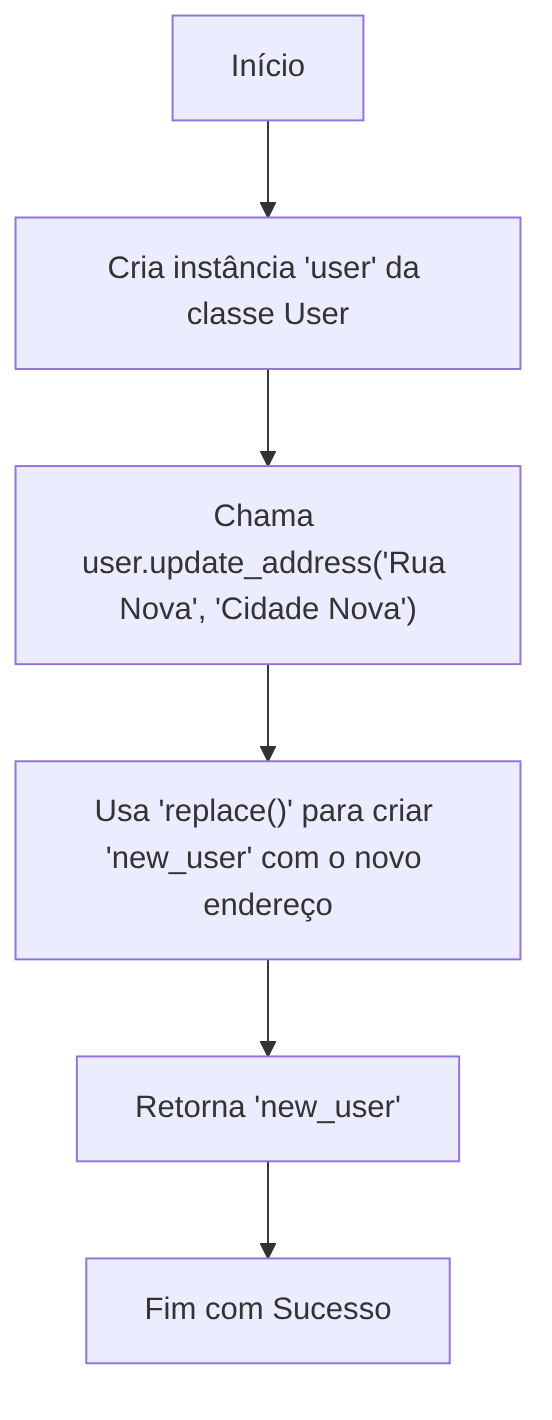 Início
Cria instância 'user' da
classe User
Chama
user.update_address('Rua
Nova', 'Cidade Nova')
Usa 'replace()' para criar
'new_user' com o novo
endereço
Retorna 'new_user'
Fim com Sucesso